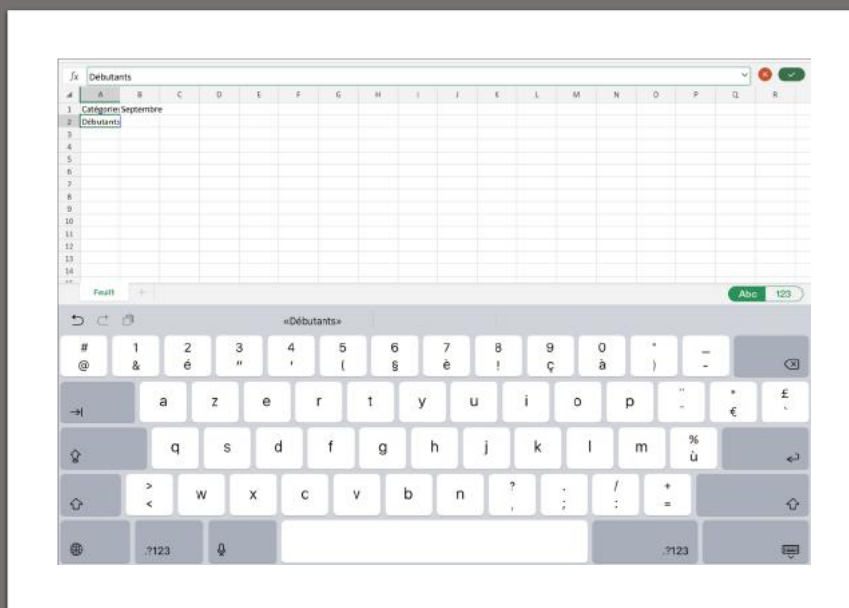 fx Débutants
A B C D E F G H I J K L M N O P Q R
1 Catégories Septembre
2 Débutants
3
4
5
6
7
8
9
10
11
12
13
14
Feuil1 +
Abc 123
«Débutants»
# 1 2 3 4 5 6 7 8 9 0 ° _
@ & é " ' ( § è ! ç à ) -
a z e r t y u i o p ¨ ^ * € £ `
q s d f g h j k l m % ù
> < w x c v b n ? , . ; / : + =
.?123 .?123